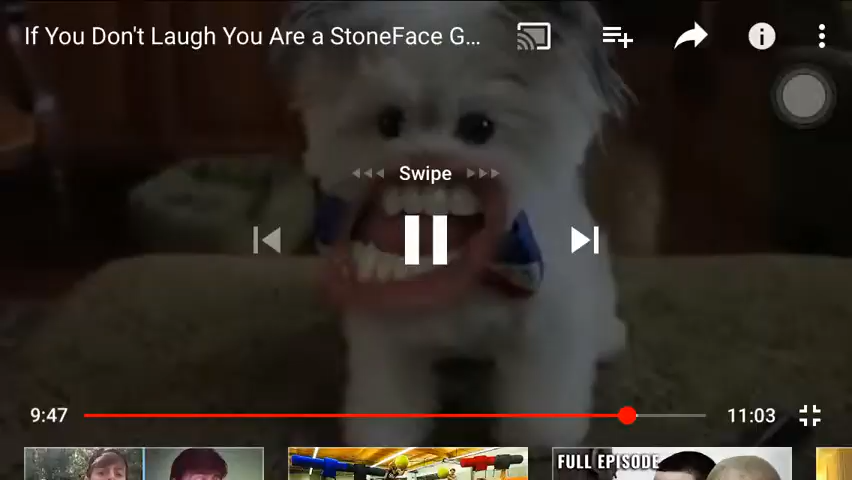 If You Don't Laugh You Are a StoneFace G...
Swipe
9:47
11:03
FULL EPISODE